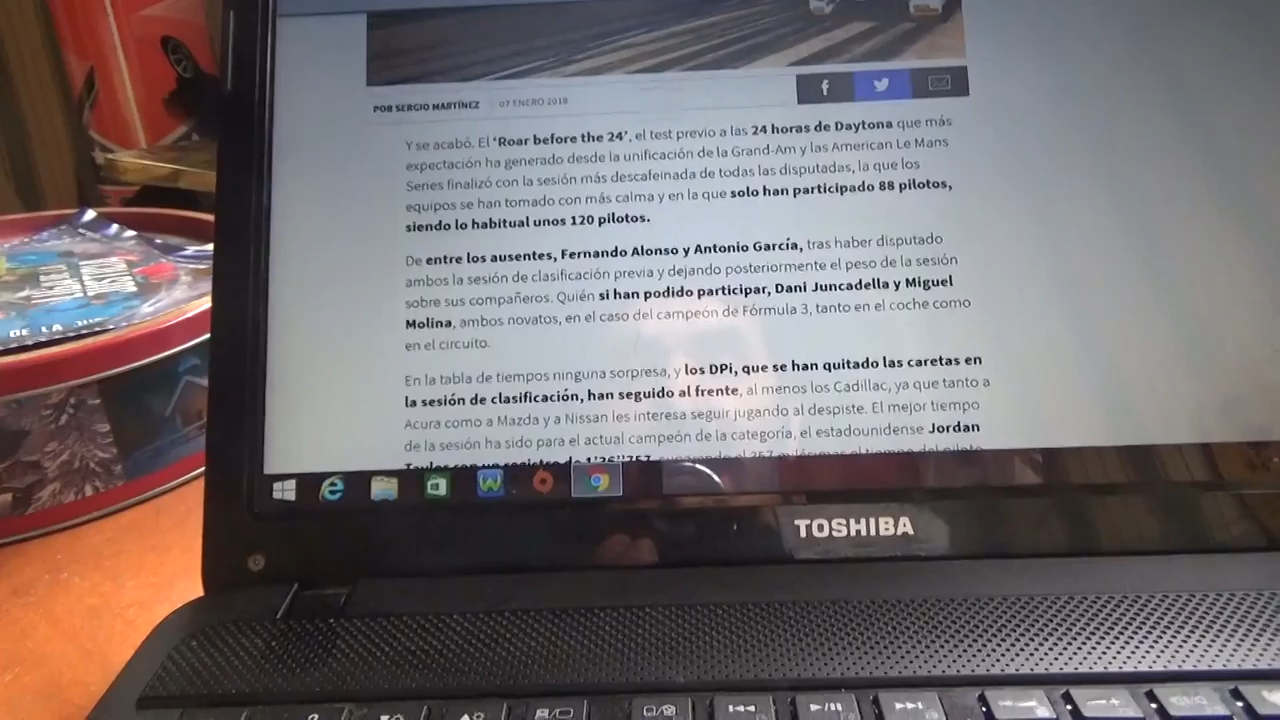 POR SERGIO MARTÍNEZ 07 ENERO 2018
Y se acabó. El 'Roar before the 24', el test previo a las 24 horas de Daytona que más
expectación ha generado desde la unificación de la Grand-Am y las American Le Mans
Series finalizó con la sesión más descafeinada de todas las disputadas, la que los
equipos se han tomado con más calma y en la que solo han participado 88 pilotos,
siendo lo habitual unos 120 pilotos.
De entre los ausentes, Fernando Alonso y Antonio García, tras haber disputado
ambos la sesión de clasificación previa y dejando posteriormente el peso de la sesión
sobre sus compañeros. Quién si han podido participar, Dani Juncadella y Miguel
Molina, ambos novatos, en el caso del campeón de Fórmula 3, tanto en el coche como
en el circuito.
En la tabla de tiempos ninguna sorpresa, y los DPi, que se han quitado las caretas en
la sesión de clasificación, han seguido al frente, al menos los Cadillac, ya que tanto a
Acura como a Mazda y a Nissan les interesa seguir jugando al despiste. El mejor tiempo
de la sesión ha sido para el actual campeón de la categoría, el estadounidense Jordan
TOSHIBA
DE LA